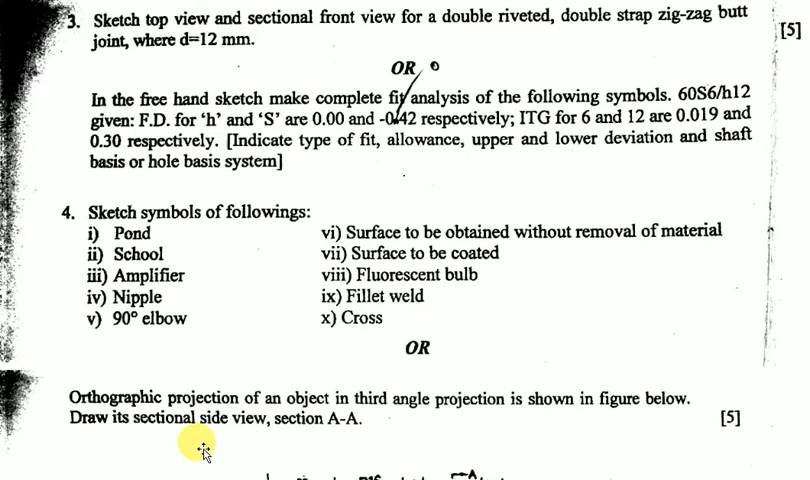 3. Sketch top view and sectional front view for a double riveted, double strap zig-zag butt
joint, where d=12 mm.
[5]
OR
In the free hand sketch make complete fit analysis of the following symbols. 60S6/h12
given: F.D. for 'h' and 'S' are 0.00 and -0.42 respectively; ITG for 6 and 12 are 0.019 and
0.30 respectively. [Indicate type of fit, allowance, upper and lower deviation and shaft
basis or hole basis system]
4. Sketch symbols of followings:
i) Pond
ii) School
iii) Amplifier
iv) Nipple
v) 90° elbow
vi) Surface to be obtained without removal of material
vii) Surface to be coated
viii) Fluorescent bulb
ix) Fillet weld
x) Cross
OR
Orthographic projection of an object in third angle projection is shown in figure below.
Draw its sectional side view, section A-A.
[5]
A